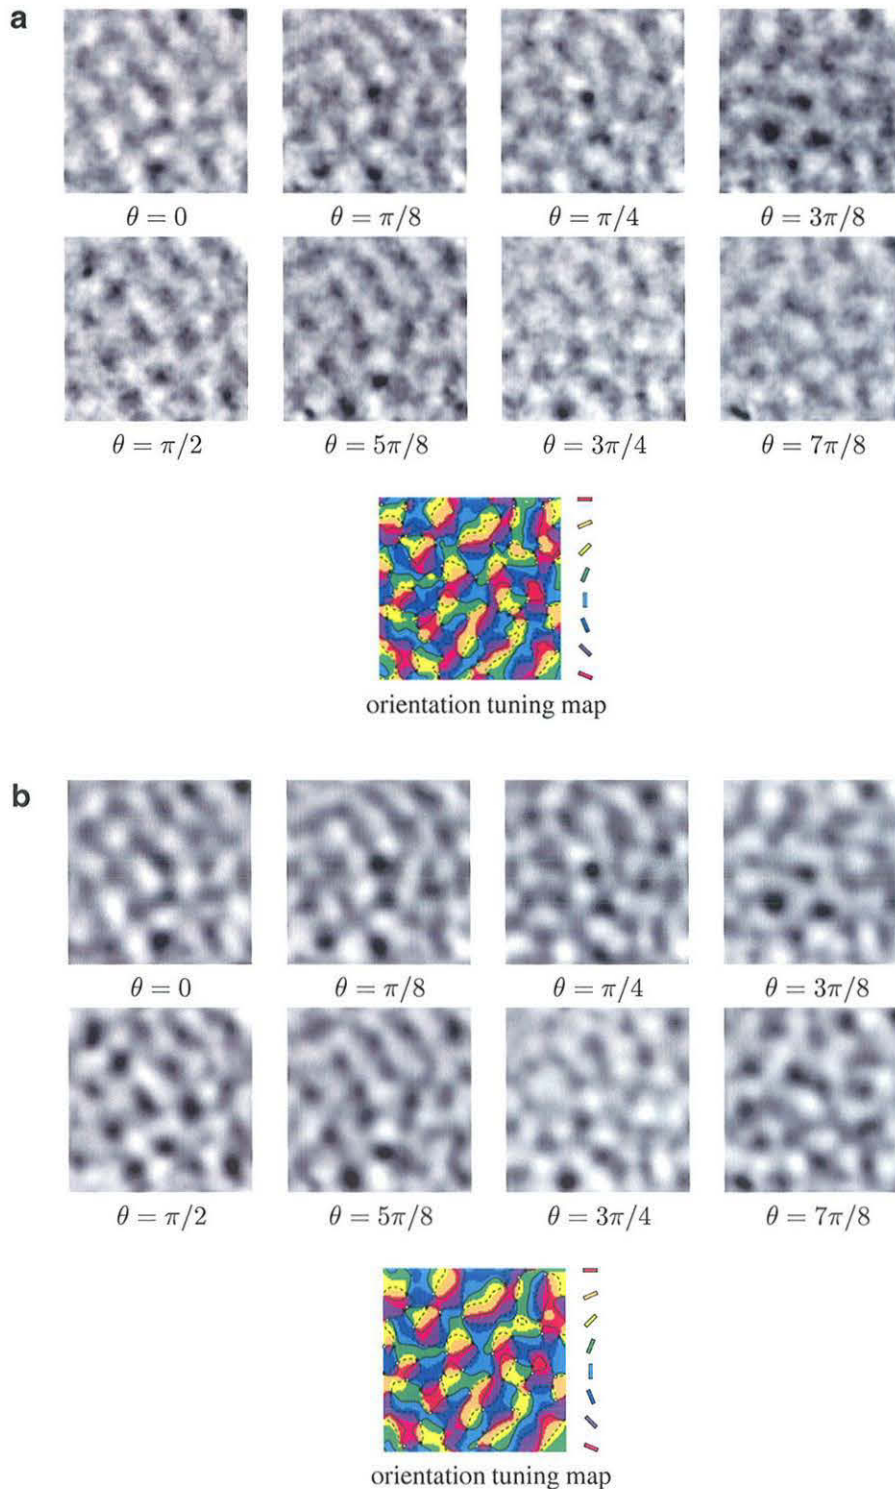 a
θ = 0 θ = π/8 θ = π/4 θ = 3π/8
θ = π/2 θ = 5π/8 θ = 3π/4 θ = 7π/8
orientation tuning map
b
θ = 0 θ = π/8 θ = π/4 θ = 3π/8
θ = π/2 θ = 5π/8 θ = 3π/4 θ = 7π/8
orientation tuning map